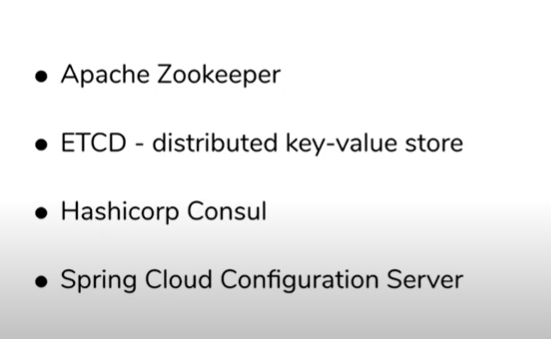 • Apache Zookeeper
• ETCD - distributed key-value store
• Hashicorp Consul
• Spring Cloud Configuration Server